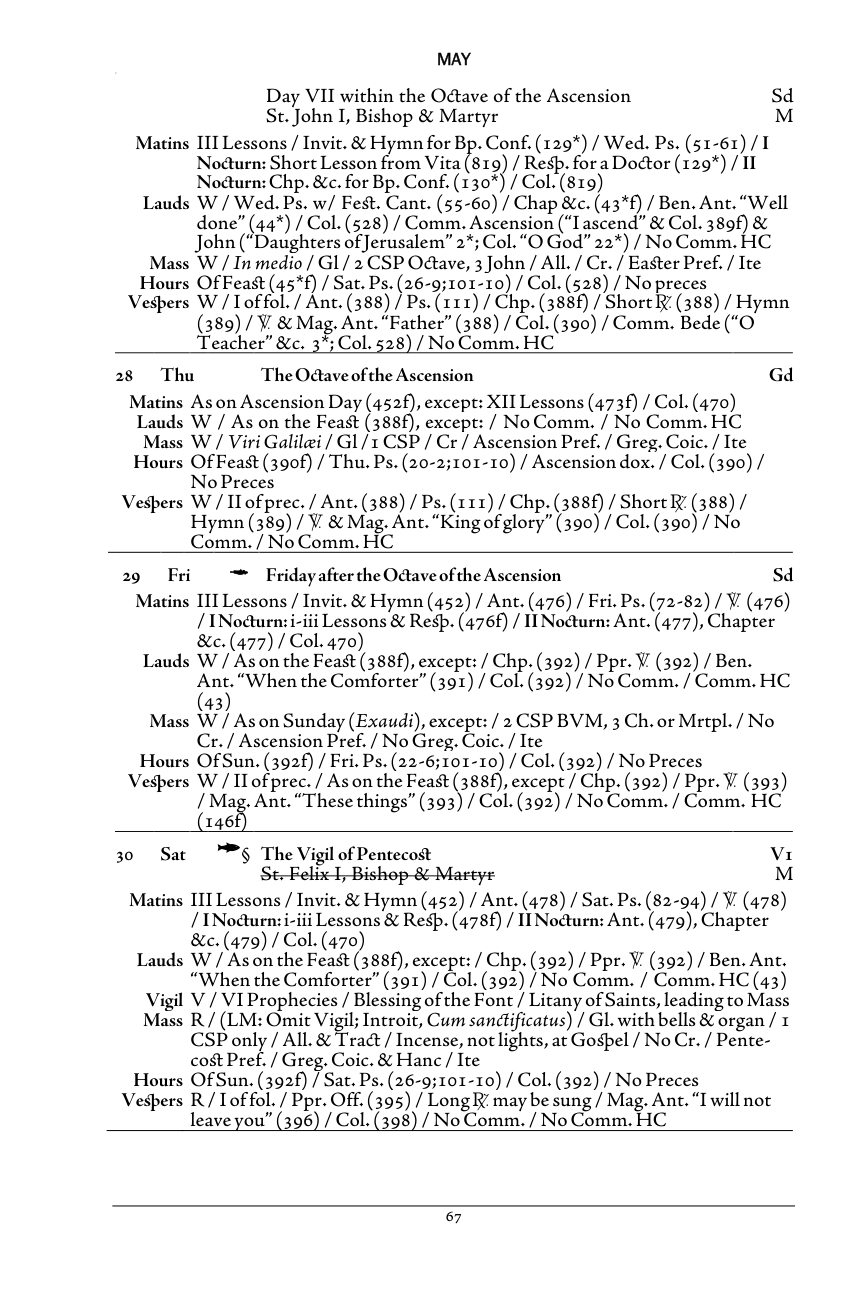 MAY
Day VII within the Octave of the Ascension Sd
St. John I, Bishop & Martyr M
Matins III Lessons / Invit. & Hymn for Bp. Conf. (129*) / Wed. Ps. (51-61) / I
Nocturn: Short Lesson from Vita (819) / Resp. for a Doctor (129*) / II
Nocturn: Chp. &c. for Bp. Conf. (130*) / Col. (819)
Lauds W / Wed. Ps. w/ Fest. Cant. (55-60) / Chap &c. (43*f) / Ben. Ant. “Well
done” (44*) / Col. (528) / Comm. Ascension (“I ascend” & Col. 389f) &
John (“Daughters of Jerusalem” 2*; Col. “O God” 22*) / No Comm. HC
Mass W / In medio / Gl / 2 CSP Octave, 3 John / All. / Cr. / Easter Pref. / Ite
Hours Of Feast (45*f) / Sat. Ps. (26-9;101-10) / Col. (528) / No preces
Vespers W / I of fol. / Ant. (388) / Ps. (111) / Chp. (388f) / Short ℟. (388) / Hymn
(389) / ℣. & Mag. Ant. “Father” (388) / Col. (390) / Comm. Bede (“O
Teacher” &c. 3*; Col. 528) / No Comm. HC
28 Thu The Octave of the Ascension Gd
Matins As on Ascension Day (452f), except: XII Lessons (473f) / Col. (470)
Lauds W / As on the Feast (388f), except: / No Comm. / No Comm. HC
Mass W / Viri Galilæi / Gl / 1 CSP / Cr / Ascension Pref. / Greg. Coic. / Ite
Hours Of Feast (390f) / Thu. Ps. (20-2;101-10) / Ascension dox. / Col. (390) /
No Preces
Vespers W / II of prec. / Ant. (388) / Ps. (111) / Chp. (388f) / Short ℟. (388) /
Hymn (389) / ℣. & Mag. Ant. “King of glory” (390) / Col. (390) / No
Comm. / No Comm. HC
29 Fri Friday after the Octave of the Ascension Sd
Matins III Lessons / Invit. & Hymn (452) / Ant. (476) / Fri. Ps. (72-82) / ℣. (476)
/ I Nocturn: i-iii Lessons & Resp. (476f) / II Nocturn: Ant. (477), Chapter
&c. (477) / Col. 470)
Lauds W / As on the Feast (388f), except: / Chp. (392) / Ppr. ℣. (392) / Ben.
Ant. “When the Comforter” (391) / Col. (392) / No Comm. / Comm. HC
(43)
Mass W / As on Sunday (Exaudi), except: / 2 CSP BVM, 3 Ch. or Mrtpl. / No
Cr. / Ascension Pref. / No Greg. Coic. / Ite
Hours Of Sun. (392f) / Fri. Ps. (22-6;101-10) / Col. (392) / No Preces
Vespers W / II of prec. / As on the Feast (388f), except / Chp. (392) / Ppr. ℣. (393)
/ Mag. Ant. “These things” (393) / Col. (392) / No Comm. / Comm. HC
(146f)
30 Sat § The Vigil of Pentecost V1
St. Felix I, Bishop & Martyr M
Matins III Lessons / Invit. & Hymn (452) / Ant. (478) / Sat. Ps. (82-94) / ℣. (478)
/ I Nocturn: i-iii Lessons & Resp. (478f) / II Nocturn: Ant. (479), Chapter
&c. (479) / Col. (470)
Lauds W / As on the Feast (388f), except: / Chp. (392) / Ppr. ℣. (392) / Ben. Ant.
“When the Comforter” (391) / Col. (392) / No Comm. / Comm. HC (43)
Vigil V / VI Prophecies / Blessing of the Font / Litany of Saints, leading to Mass
Mass R / (LM: Omit Vigil; Introit, Cum sanctificatus) / Gl. with bells & organ / 1
CSP only / All. & Tract / Incense, not lights, at Gospel / No Cr. / Pente-
cost Pref. / Greg. Coic. & Hanc / Ite
Hours Of Sun. (392f) / Sat. Ps. (26-9;101-10) / Col. (392) / No Preces
Vespers R / I of fol. / Ppr. Off. (395) / Long ℟. may be sung / Mag. Ant. “I will not
leave you” (396) / Col. (398) / No Comm. / No Comm. HC
67